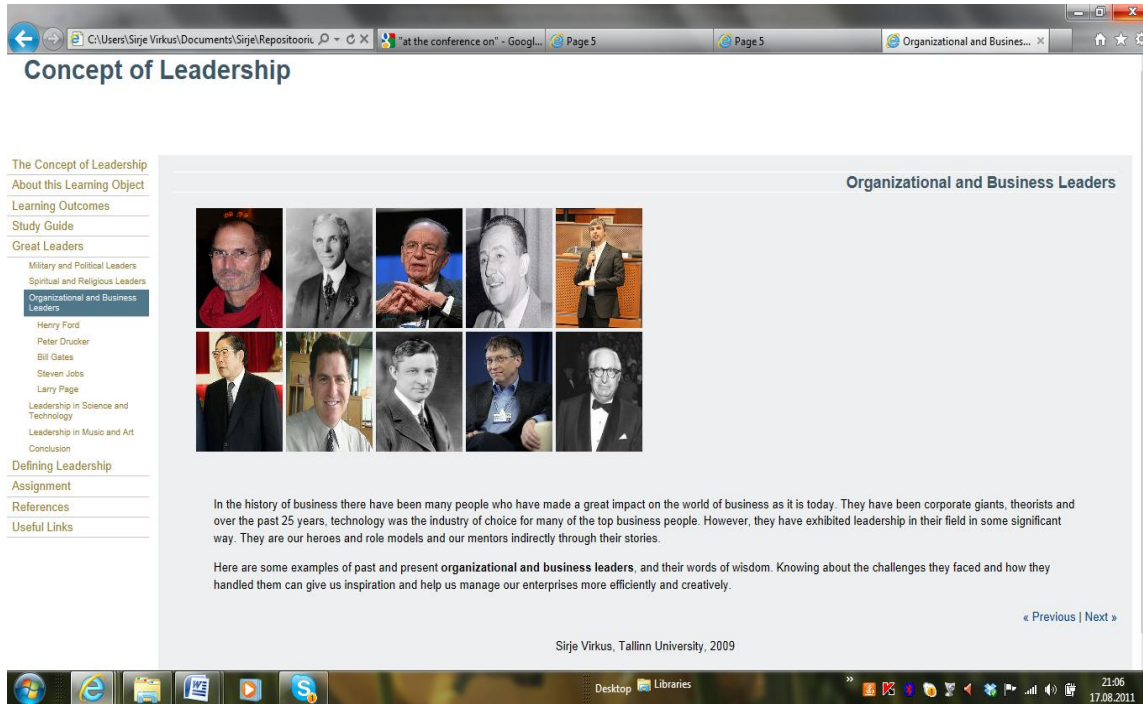 C:\Users\Sirje Virkus\Documents\Sirje\Repositooriu
"at the conference on" - Googl...
Page 5
Page 5
Organizational and Busines...
Concept of Leadership
The Concept of Leadership
About this Learning Object
Learning Outcomes
Study Guide
Great Leaders
Military and Political Leaders
Spiritual and Religious Leaders
Organizational and Business
Leaders
Henry Ford
Peter Drucker
Bill Gates
Steven Jobs
Larry Page
Leadership in Science and
Technology
Leadership in Music and Art
Conclusion
Defining Leadership
Assignment
References
Useful Links
Organizational and Business Leaders
In the history of business there have been many people who have made a great impact on the world of business as it is today. They have been corporate giants, theorists and
over the past 25 years, technology was the industry of choice for many of the top business people. However, they have exhibited leadership in their field in some significant
way. They are our heroes and role models and our mentors indirectly through their stories.
Here are some examples of past and present organizational and business leaders, and their words of wisdom. Knowing about the challenges they faced and how they
handled them can give us inspiration and help us manage our enterprises more efficiently and creatively.
« Previous | Next »
Sirje Virkus, Tallinn University, 2009
Desktop
Libraries
»
21:06
17.08.2011